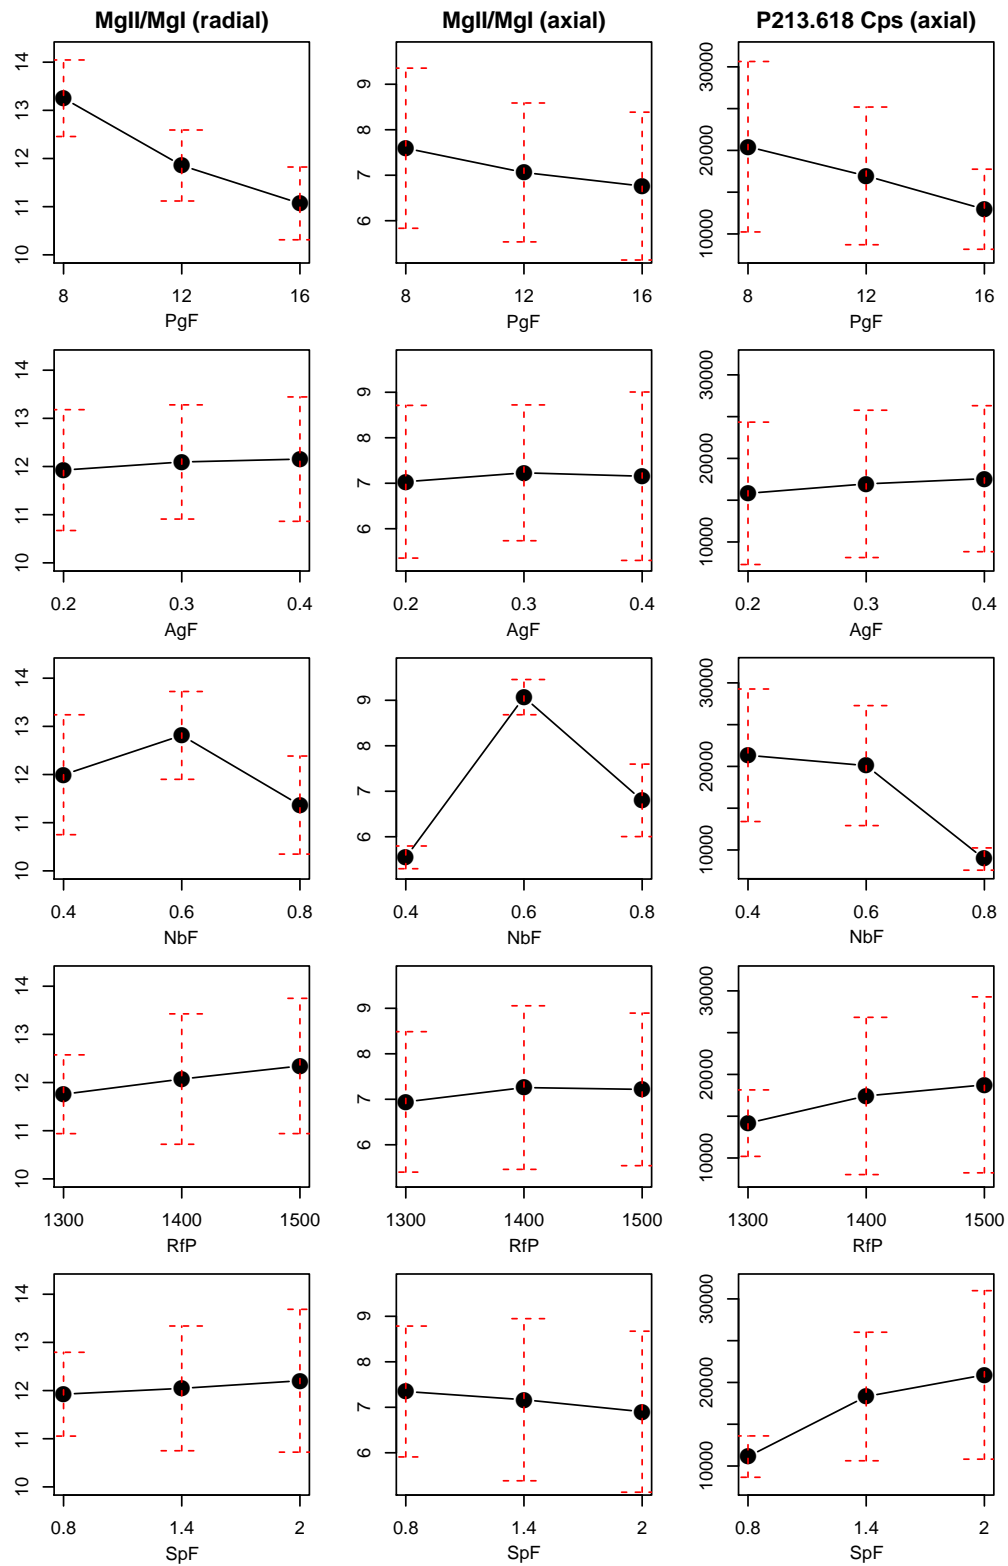 MgII/MgI (radial) MgII/MgI (axial) P213.618 Cps (axial)
14 13 12 11 10 9 8 7 6 30000 20000 10000
8 12 16 8 12 16 8 12 16
PgF PgF PgF
14 13 12 11 10 9 8 7 6 30000 20000 10000
0.2 0.3 0.4 0.2 0.3 0.4 0.2 0.3 0.4
AgF AgF AgF
14 13 12 11 10 9 8 7 6 30000 20000 10000
0.4 0.6 0.8 0.4 0.6 0.8 0.4 0.6 0.8
NbF NbF NbF
14 13 12 11 10 9 8 7 6 30000 20000 10000
1300 1400 1500 1300 1400 1500 1300 1400 1500
RfP RfP RfP
14 13 12 11 10 9 8 7 6 30000 20000 10000
0.8 1.4 2 0.8 1.4 2 0.8 1.4 2
SpF SpF SpF